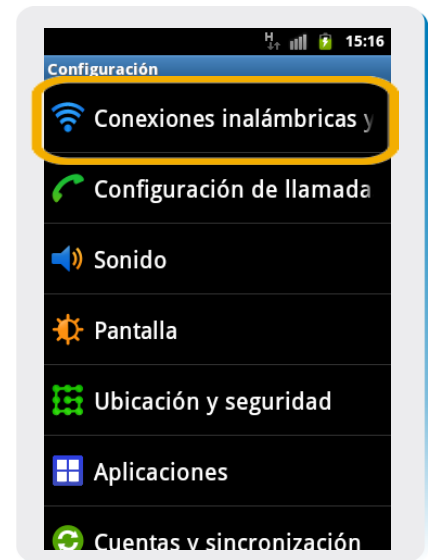 H 15:16
Configuración
Conexiones inalámbricas y
Configuración de llamada
Sonido
Pantalla
Ubicación y seguridad
Aplicaciones
Cuentas y sincronización